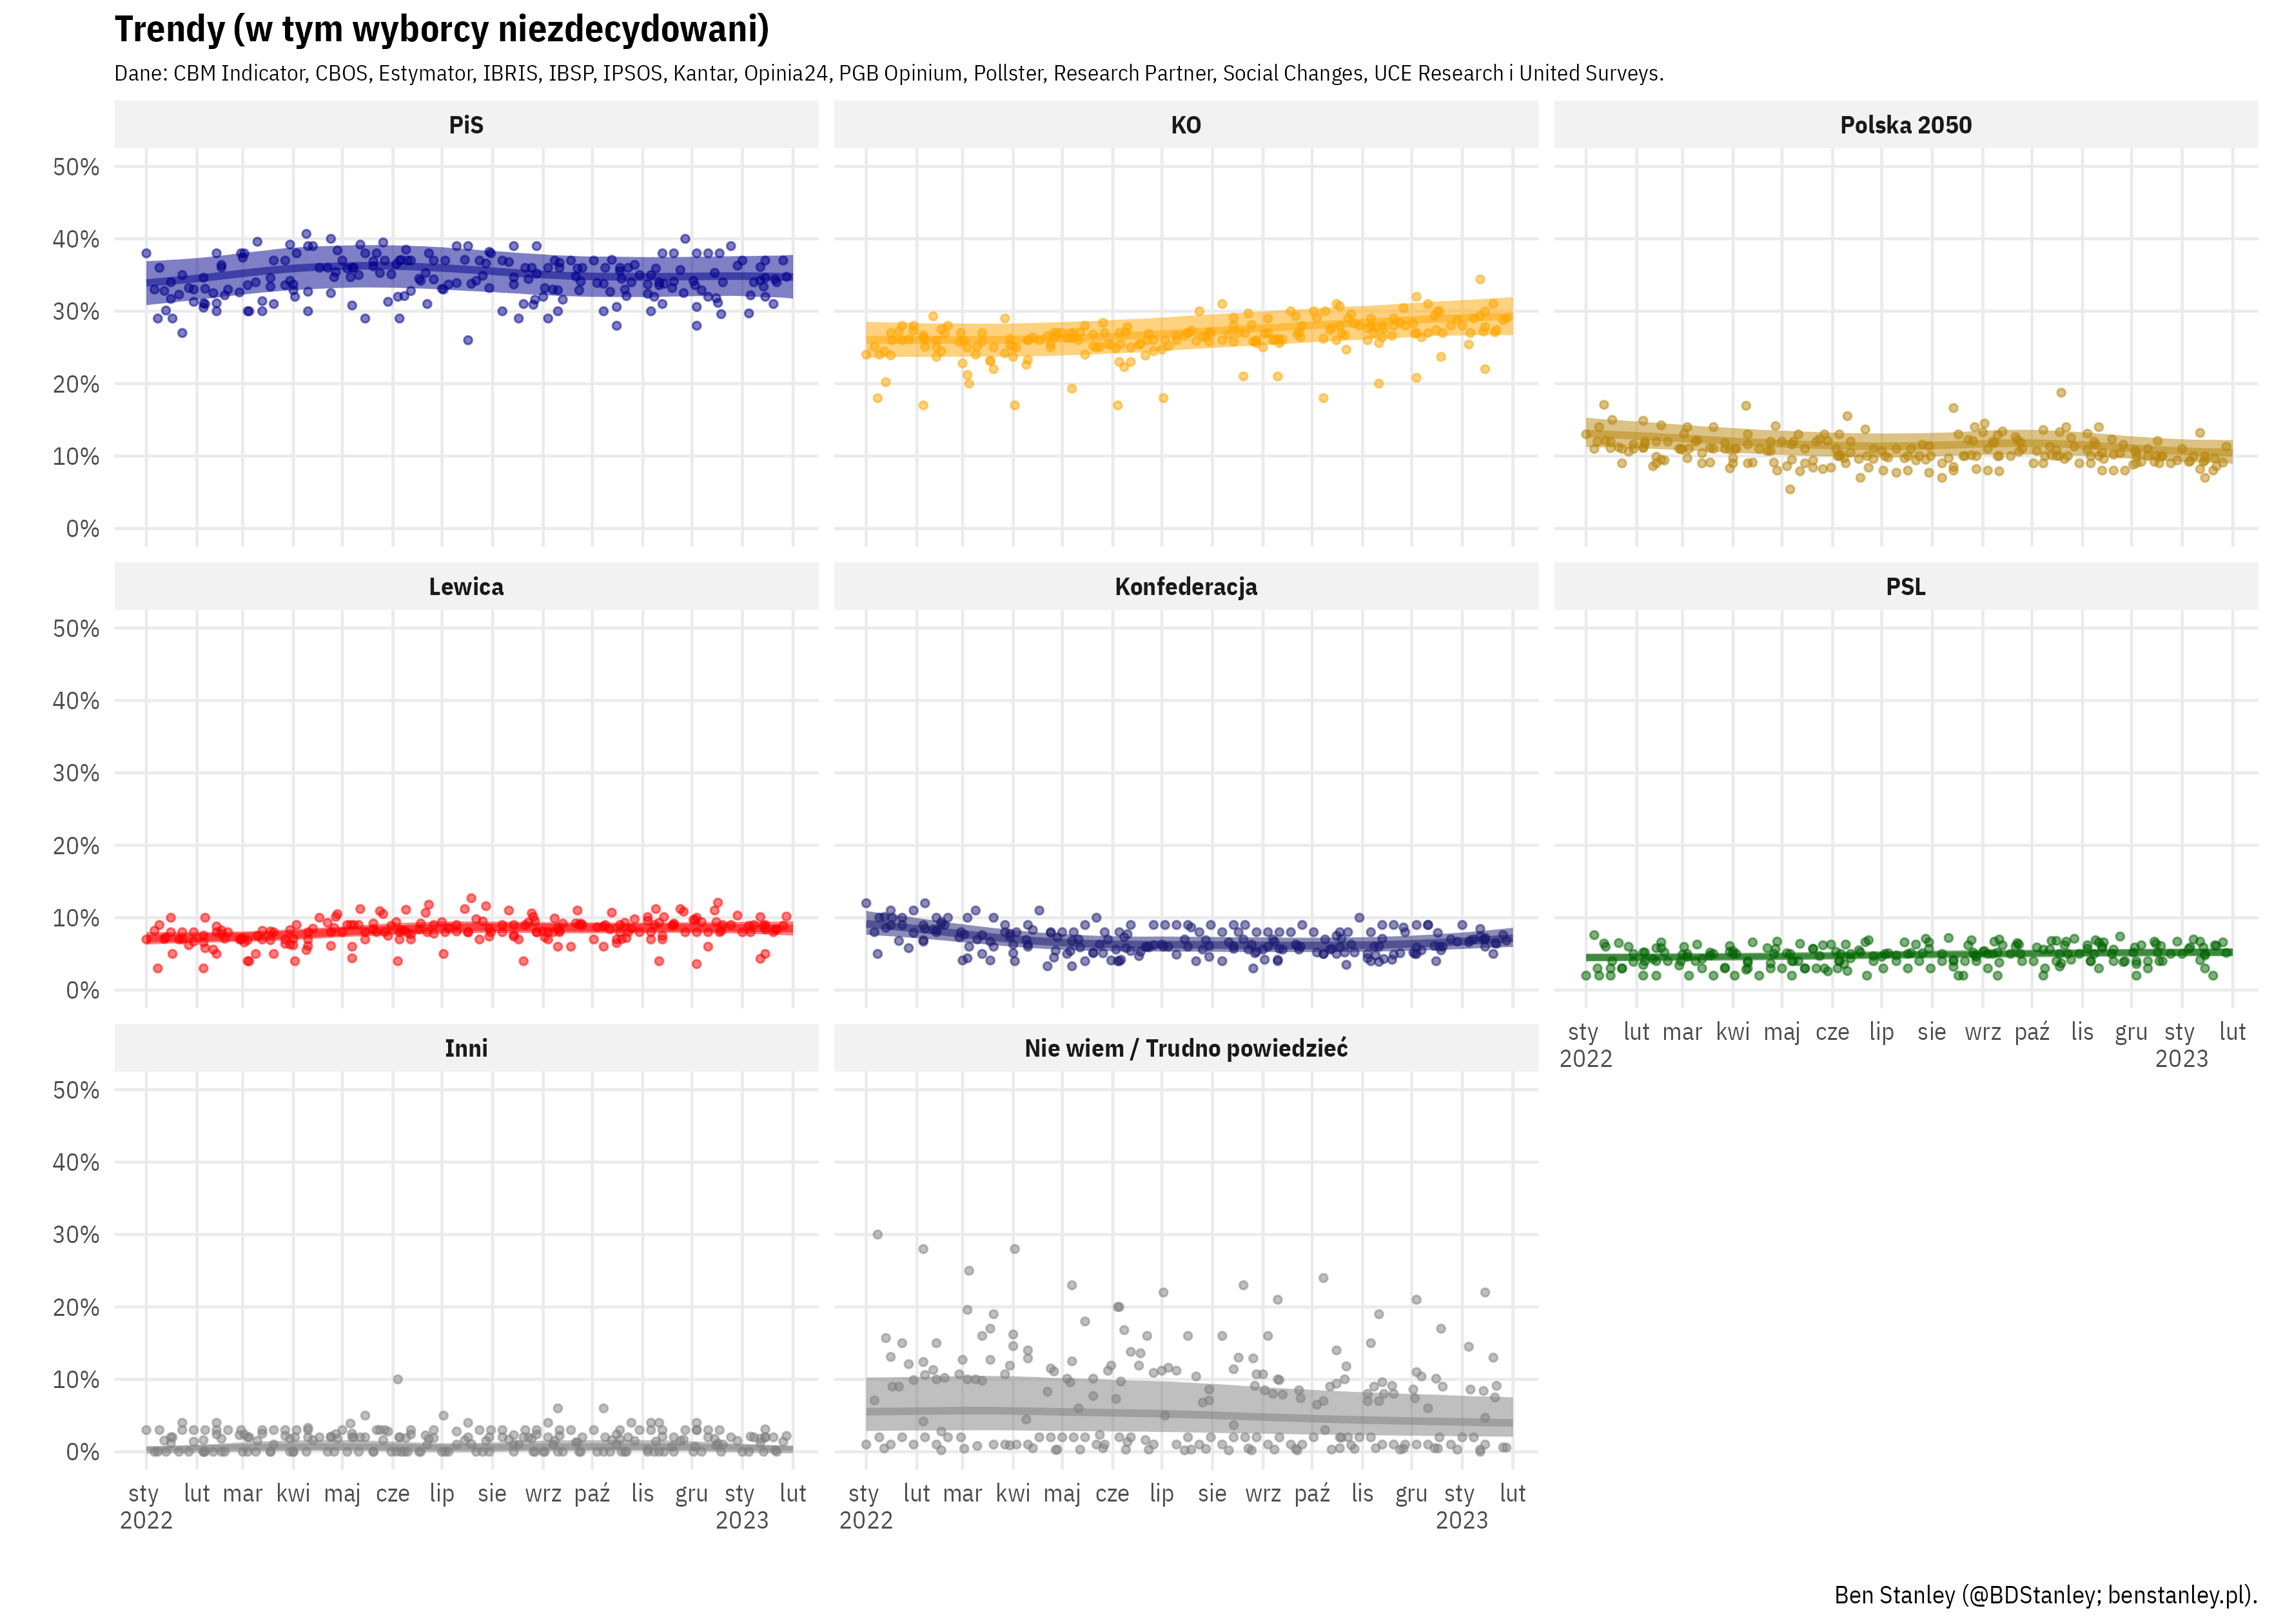 Trendy (w tym wyborcy niezdecydowani)
Dane: CBM Indicator, CBOS, Estymator, IBRIS, IBSP, IPSOS, Kantar, Opinia24, PGB Opinium, Pollster, Research Partner, Social Changes, UCE Research i United Surveys.
PiS KO Polska 2050
50%
40%
30%
20%
10%
0%
Lewica Konfederacja PSL
50%
40%
30%
20%
10%
0%
sty lut mar kwi maj cze lip sie wrz paź lis gru sty lut
2022 2023
Inni Nie wiem / Trudno powiedzieć
50%
40%
30%
20%
10%
0%
sty lut mar kwi maj cze lip sie wrz paź lis gru sty lut sty lut mar kwi maj cze lip sie wrz paź lis gru sty lut
2022 2023 2022 2023
Ben Stanley (@BDStanley; benstanley.pl).